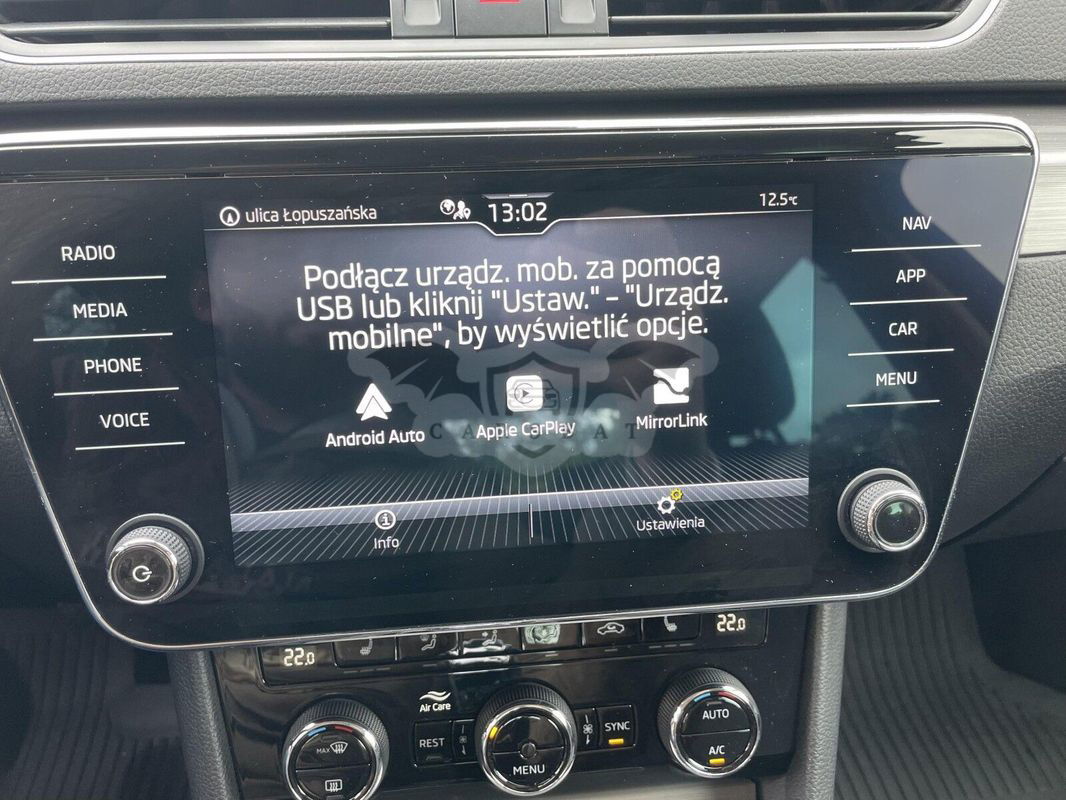 ulica Łopuszańska
13:02
12.5°C
RADIO
MEDIA
PHONE
VOICE
Podłącz urządz. mob. za pomocą
USB lub kliknij "Ustaw." - "Urządz.
mobilne", by wyświetlić opcje.
Android Auto
Apple CarPlay
MirrorLink
Info
Ustawienia
NAV
APP
CAR
MENU
22.0
22.0
Air Care
MAX
REST
MENU
SYNC
AUTO
A/C